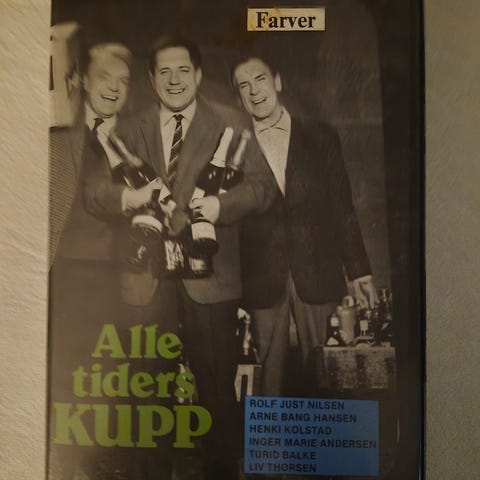 Farver
Alle
tiders
KUPP
ROLF JUST NILSEN
ARNE BANG HANSEN
HENKI KOLSTAD
INGER MARIE ANDERSEN
TURID BALKE
LIV THORSEN